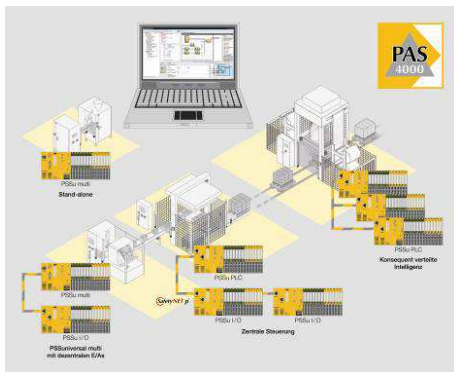 PAS
4000
PSSu multi
Stand-alone
PSSu PLC
Konsequent verteilte
Intelligenz
PSSu multi
PSSu PLC
SafetyNET p
PSSu I/O
PSSu I/O
PSSu I/O
Zentrale Steuerung
PSSuniversal multi
mit dezentralen E/As